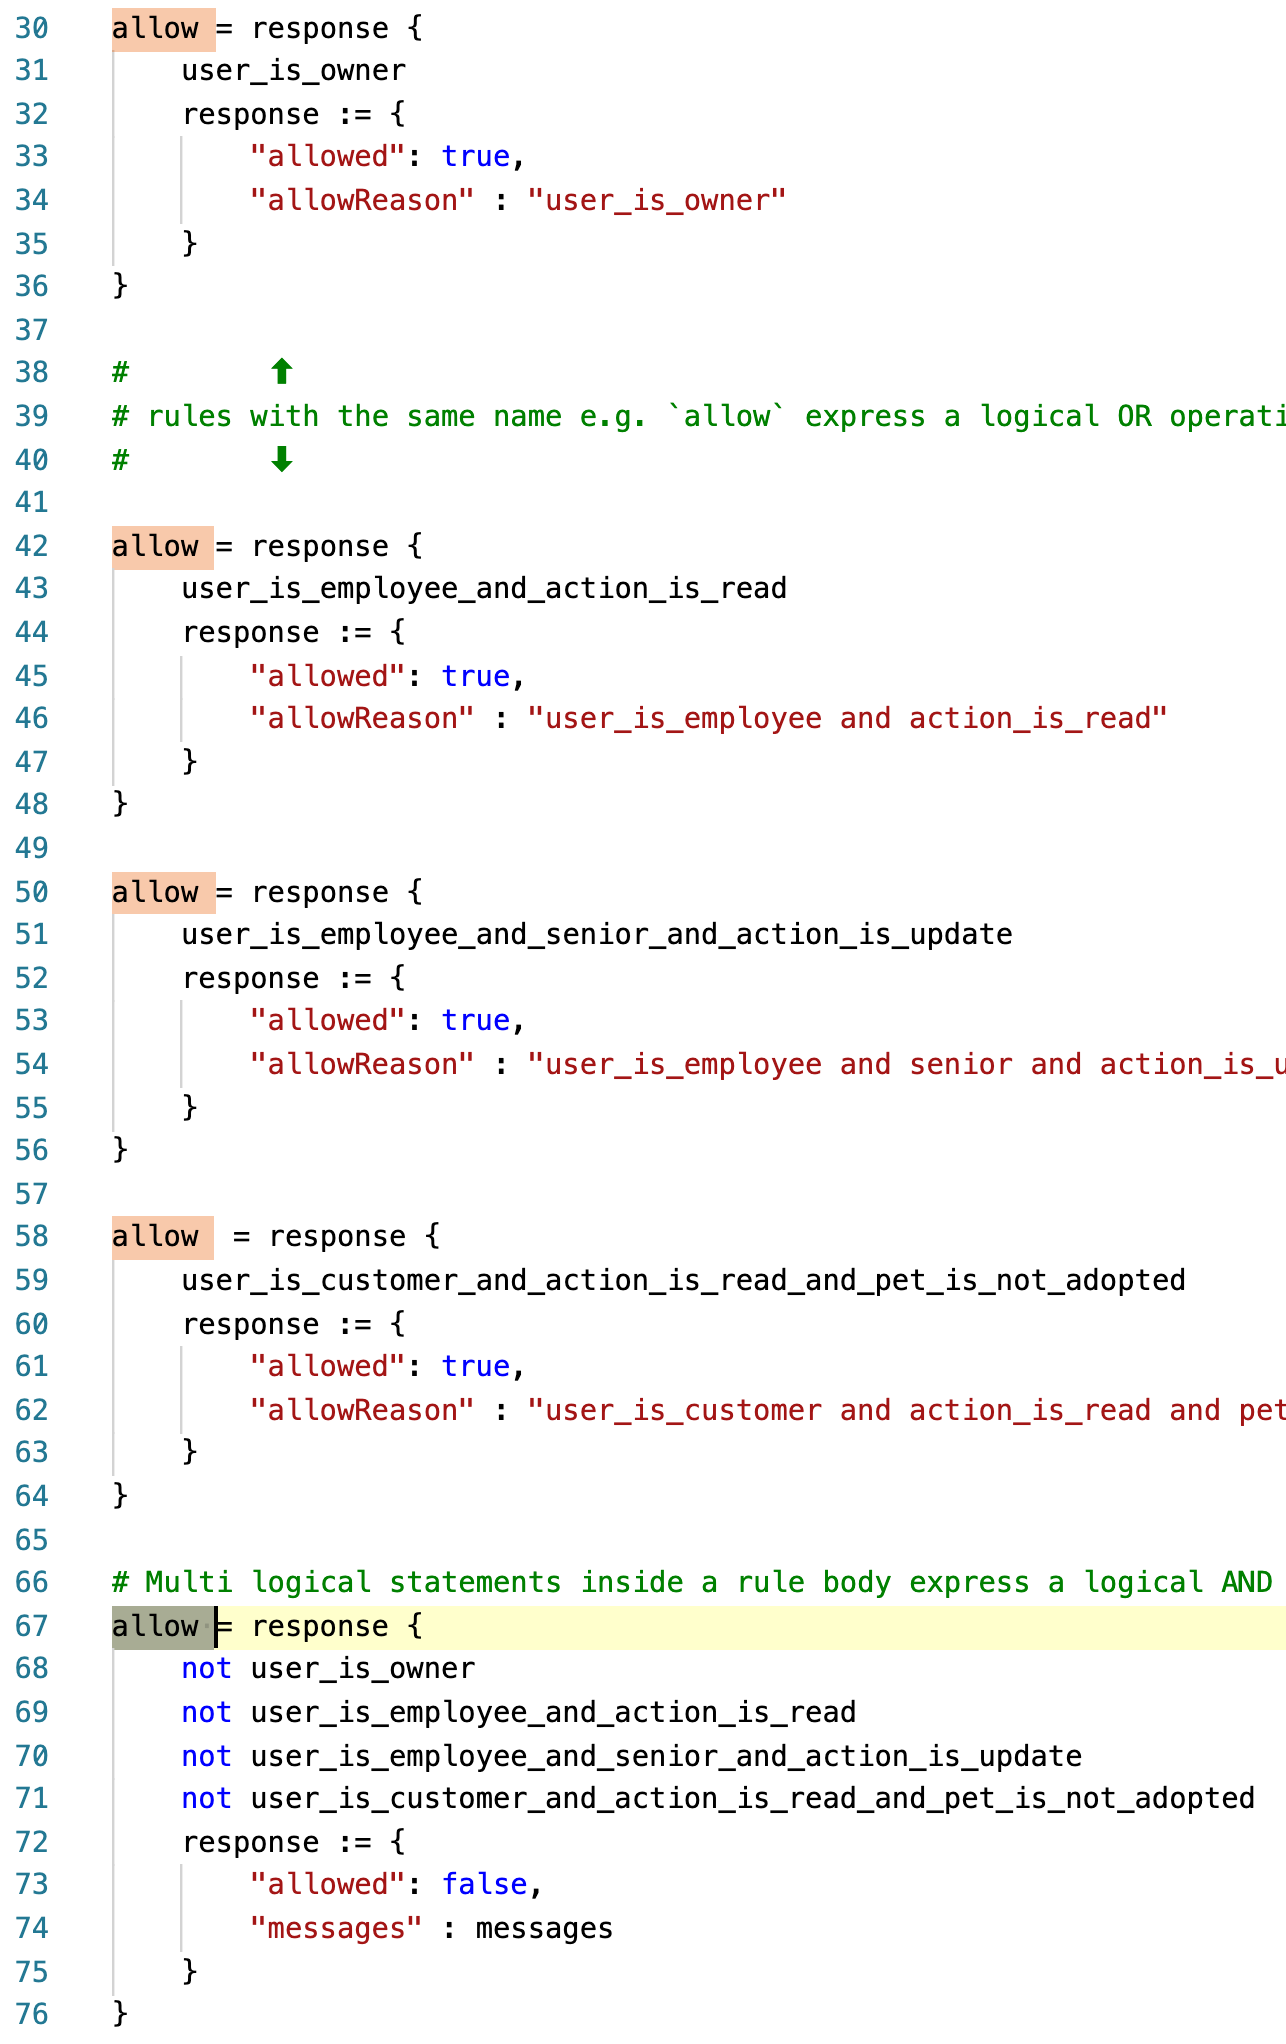 30 allow = response {
31 user_is_owner
32 response := {
33 "allowed": true,
34 "allowReason" : "user_is_owner"
35 }
36 }
37
38 # ⬆
39 # rules with the same name e.g. `allow` express a logical OR operati
40 # ⬇
41
42 allow = response {
43 user_is_employee_and_action_is_read
44 response := {
45 "allowed": true,
46 "allowReason" : "user_is_employee and action_is_read"
47 }
48 }
49
50 allow = response {
51 user_is_employee_and_senior_and_action_is_update
52 response := {
53 "allowed": true,
54 "allowReason" : "user_is_employee and senior and action_is_u
55 }
56 }
57
58 allow  = response {
59 user_is_customer_and_action_is_read_and_pet_is_not_adopted
60 response := {
61 "allowed": true,
62 "allowReason" : "user_is_customer and action_is_read and pet
63 }
64 }
65
66 # Multi logical statements inside a rule body express a logical AND
67 allow = response {
68 not user_is_owner
69 not user_is_employee_and_action_is_read
70 not user_is_employee_and_senior_and_action_is_update
71 not user_is_customer_and_action_is_read_and_pet_is_not_adopted
72 response := {
73 "allowed": false,
74 "messages" : messages
75 }
76 }